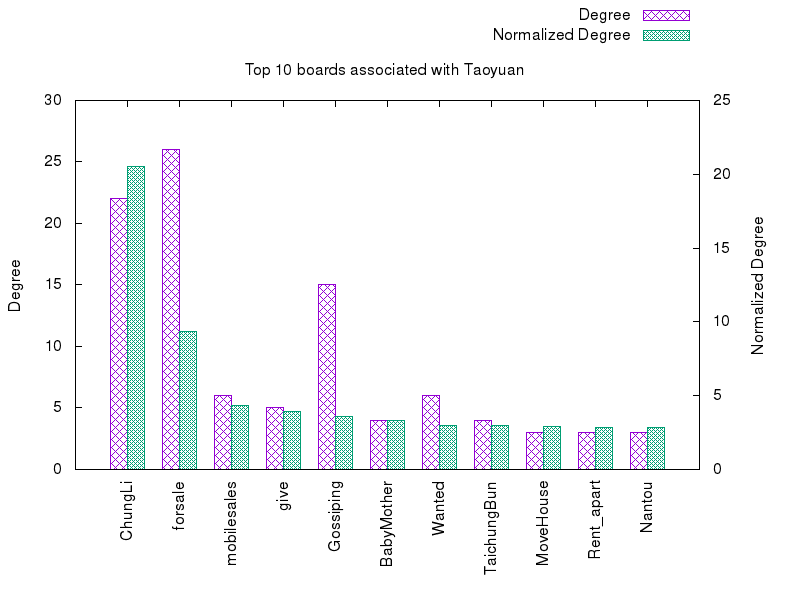 Degree
Normalized Degree
Top 10 boards associated with Taoyuan
30
25
20
15
10
5
0
25
20
15
10
5
0
Degree
Normalized Degree
ChungLi
forsale
mobilesales
give
Gossiping
BabyMother
Wanted
TaichungBun
MoveHouse
Rent_apart
Nantou